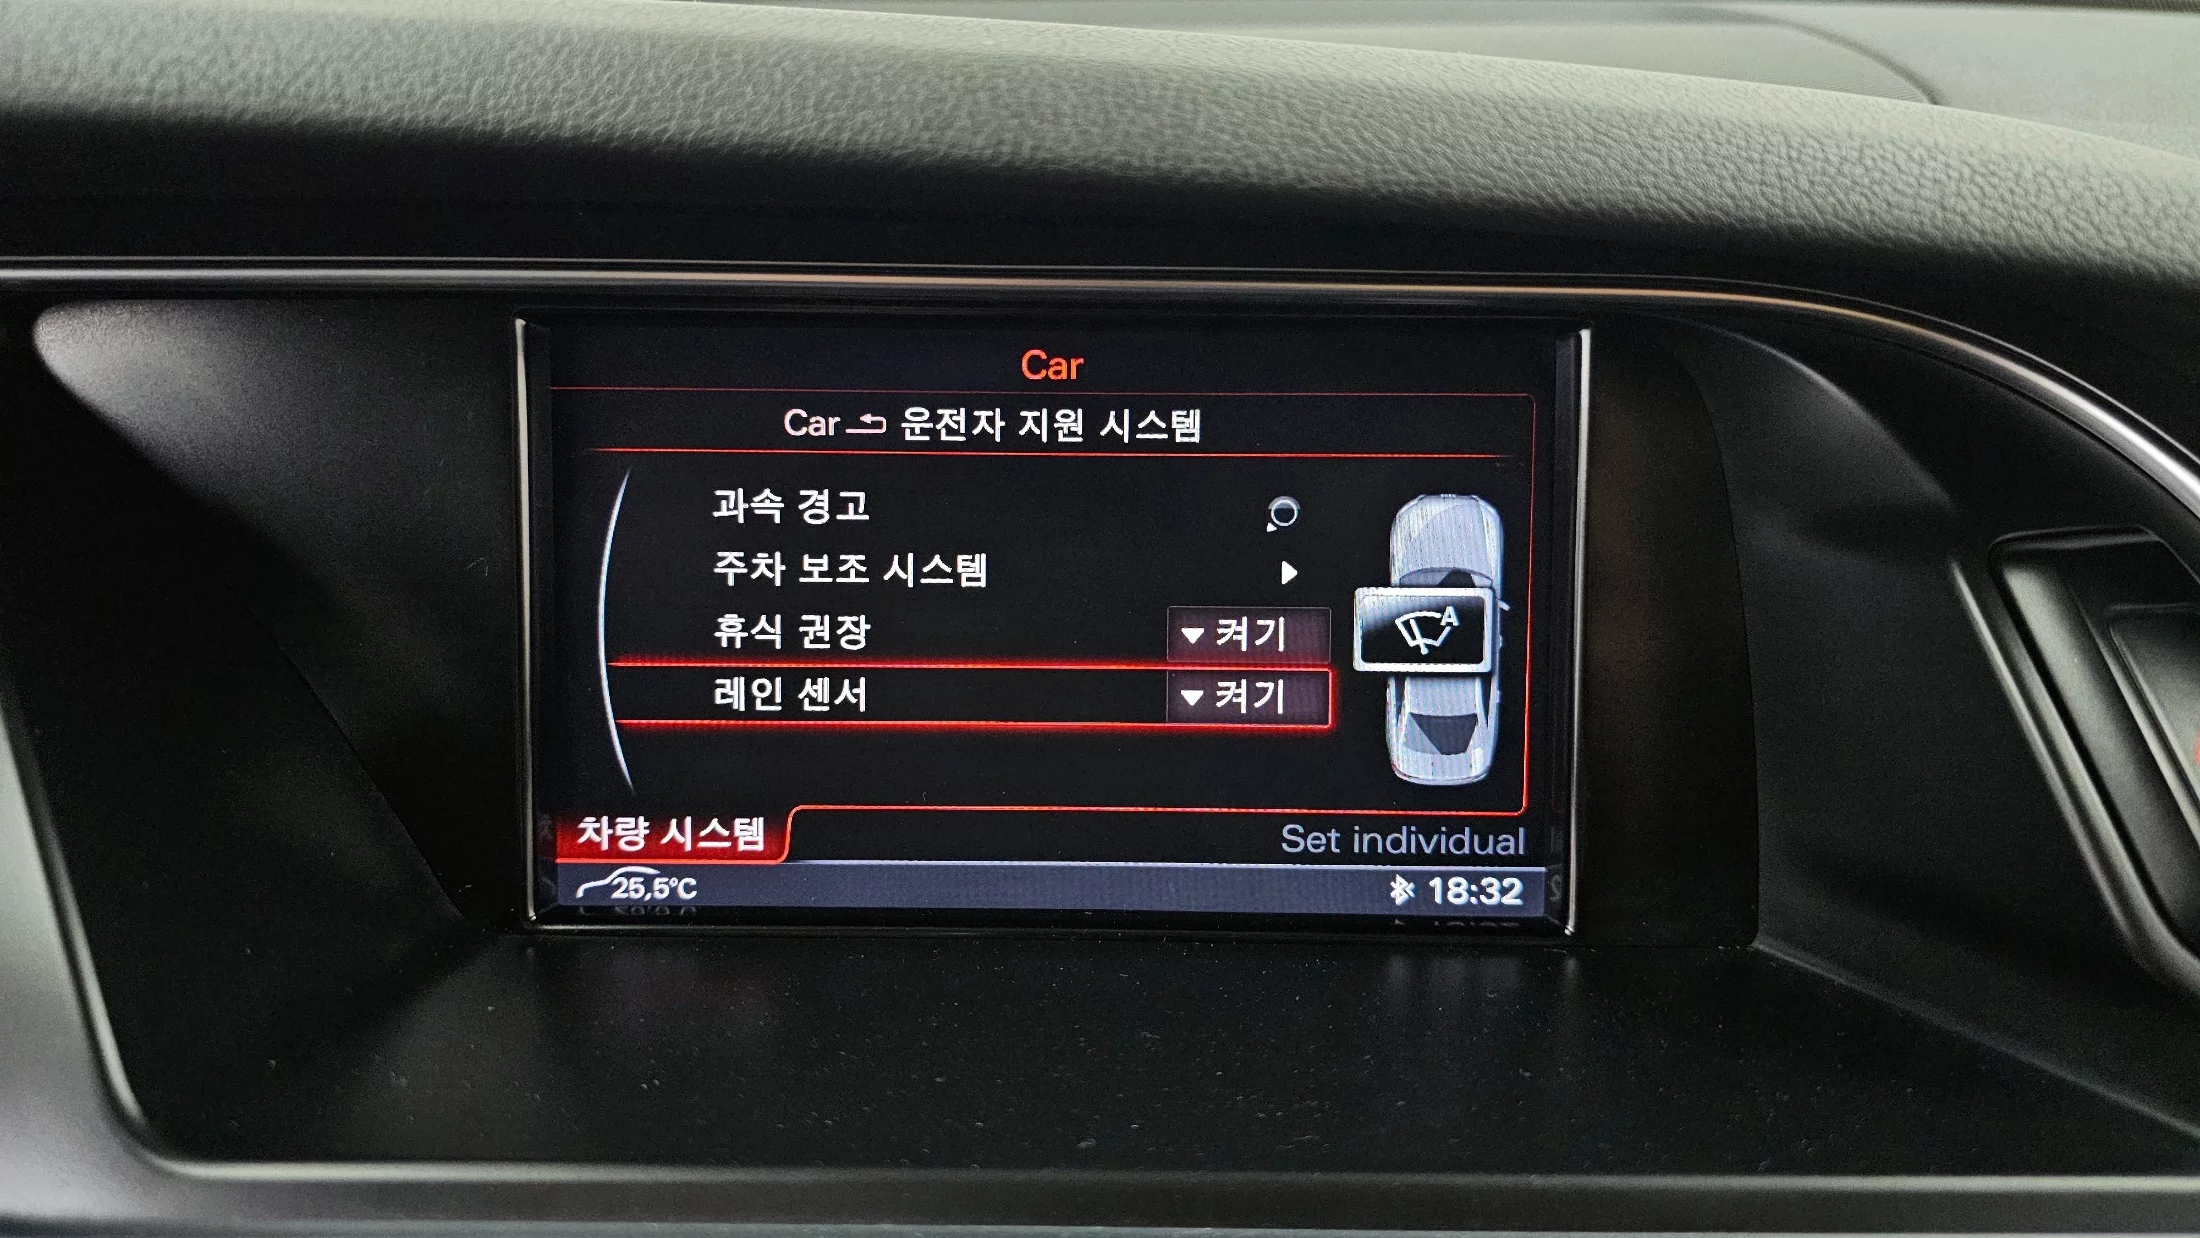 Car
Car 운전자 지원 시스템
과속 경고
주차 보조 시스템
휴식 권장 ▼ 켜기
A
레인 센서 ▼ 켜기
차량 시스템
Set individual
25,5°C
18:32